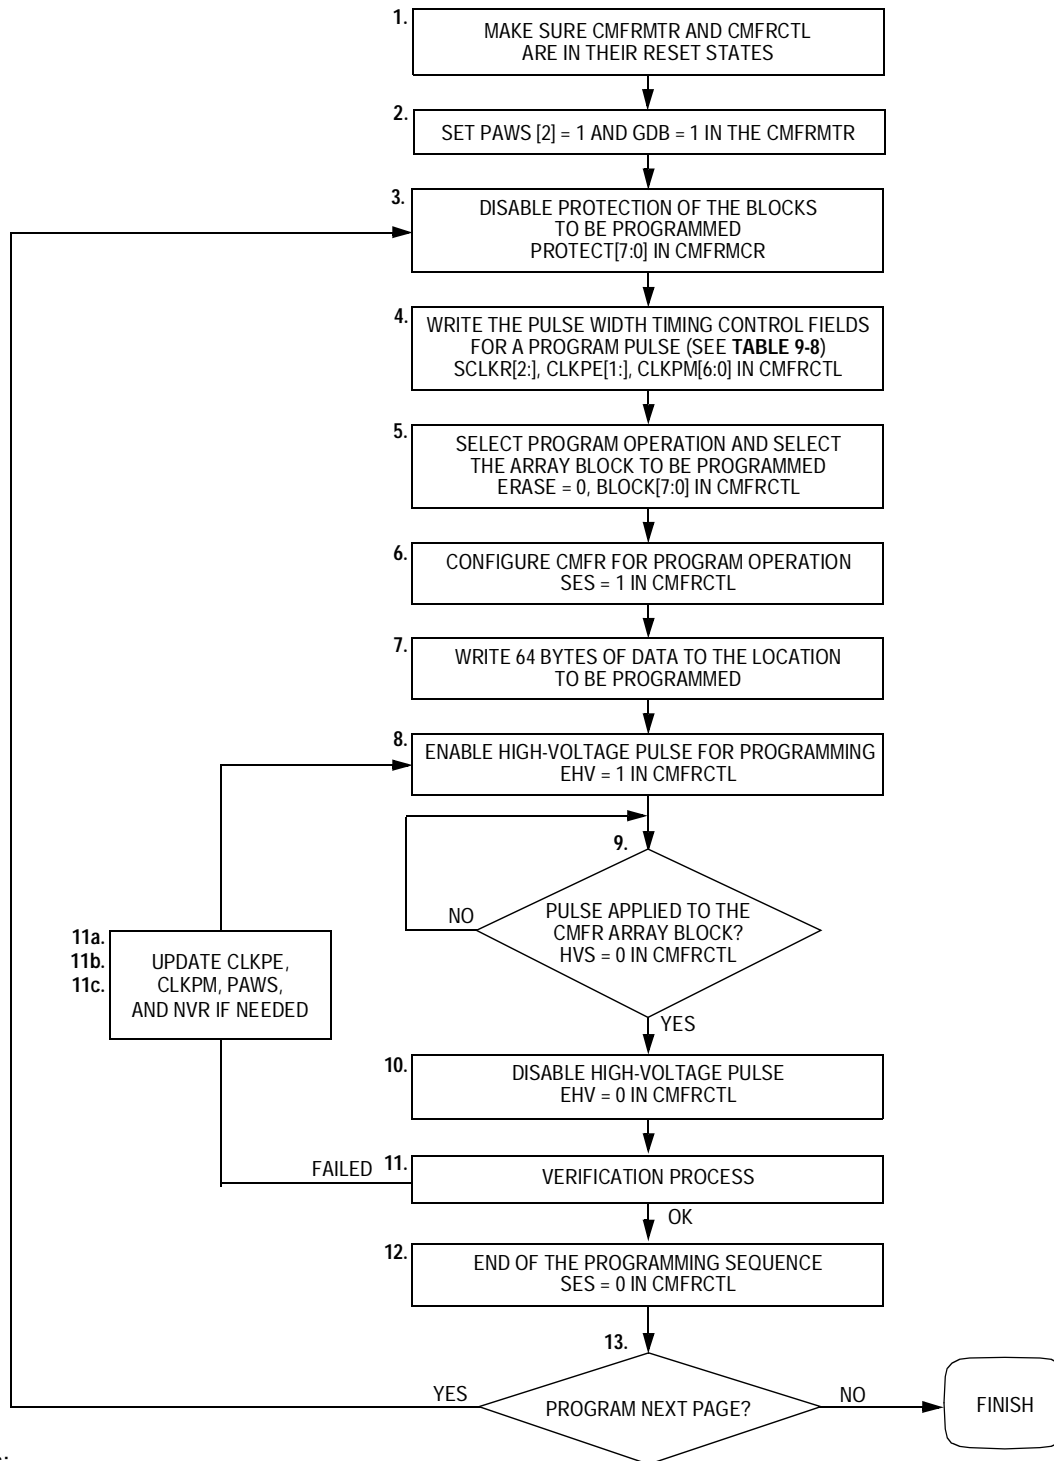 1.
MAKE SURE CMFRMTR AND CMFRCTL
ARE IN THEIR RESET STATES
2.
SET PAWS [2] = 1 AND GDB = 1 IN THE CMFRMTR
3.
DISABLE PROTECTION OF THE BLOCKS
TO BE PROGRAMMED
PROTECT[7:0] IN CMFRMCR
4.
WRITE THE PULSE WIDTH TIMING CONTROL FIELDS
FOR A PROGRAM PULSE (SEE TABLE 9-8)
SCLKR[2:], CLKPE[1:], CLKPM[6:0] IN CMFRCTL
5.
SELECT PROGRAM OPERATION AND SELECT
THE ARRAY BLOCK TO BE PROGRAMMED
ERASE = 0, BLOCK[7:0] IN CMFRCTL
6.
CONFIGURE CMFR FOR PROGRAM OPERATION
SES = 1 IN CMFRCTL
7.
WRITE 64 BYTES OF DATA TO THE LOCATION
TO BE PROGRAMMED
8.
ENABLE HIGH-VOLTAGE PULSE FOR PROGRAMMING
EHV = 1 IN CMFRCTL
9.
NO
PULSE APPLIED TO THE
CMFR ARRAY BLOCK?
HVS = 0 IN CMFRCTL
YES
11a.
11b.
11c.
UPDATE CLKPE,
CLKPM, PAWS,
AND NVR IF NEEDED
10.
DISABLE HIGH-VOLTAGE PULSE
EHV = 0 IN CMFRCTL
FAILED
11.
VERIFICATION PROCESS
OK
12.
END OF THE PROGRAMMING SEQUENCE
SES = 0 IN CMFRCTL
13.
YES
PROGRAM NEXT PAGE?
NO
FINISH